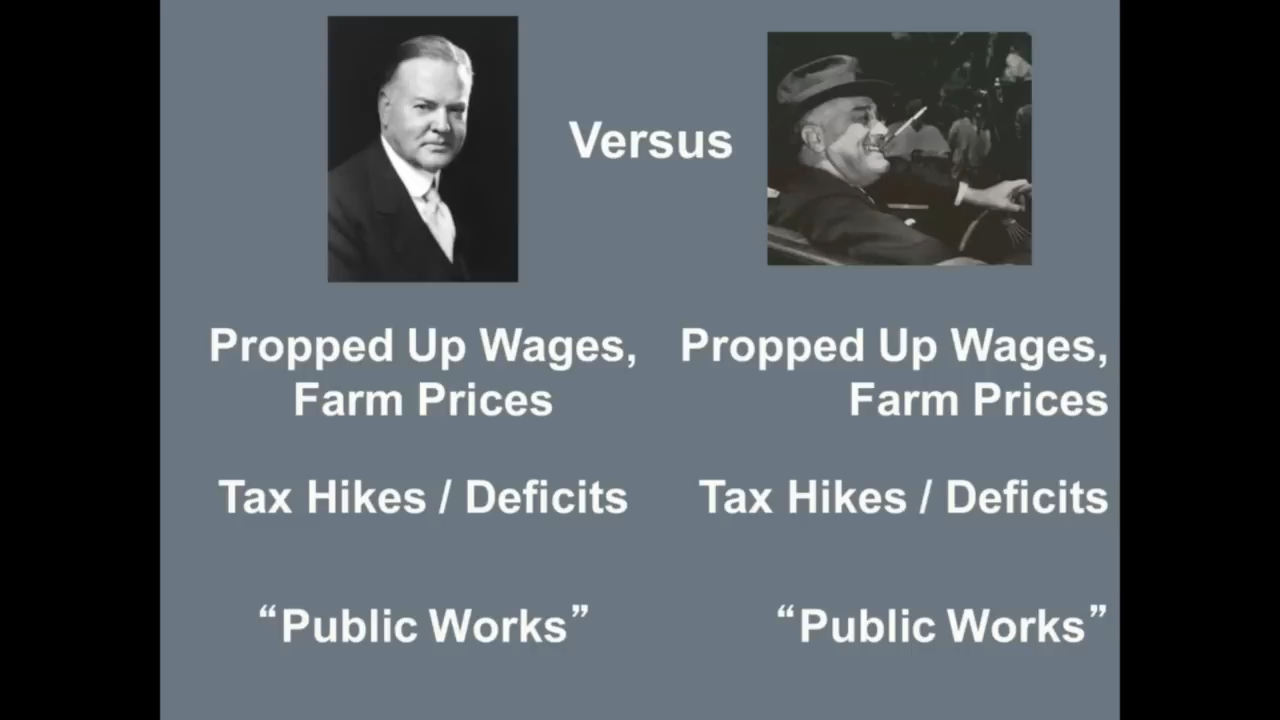 Versus
Propped Up Wages,
Farm Prices
Tax Hikes / Deficits
“Public Works”
Propped Up Wages,
Farm Prices
Tax Hikes / Deficits
“Public Works”